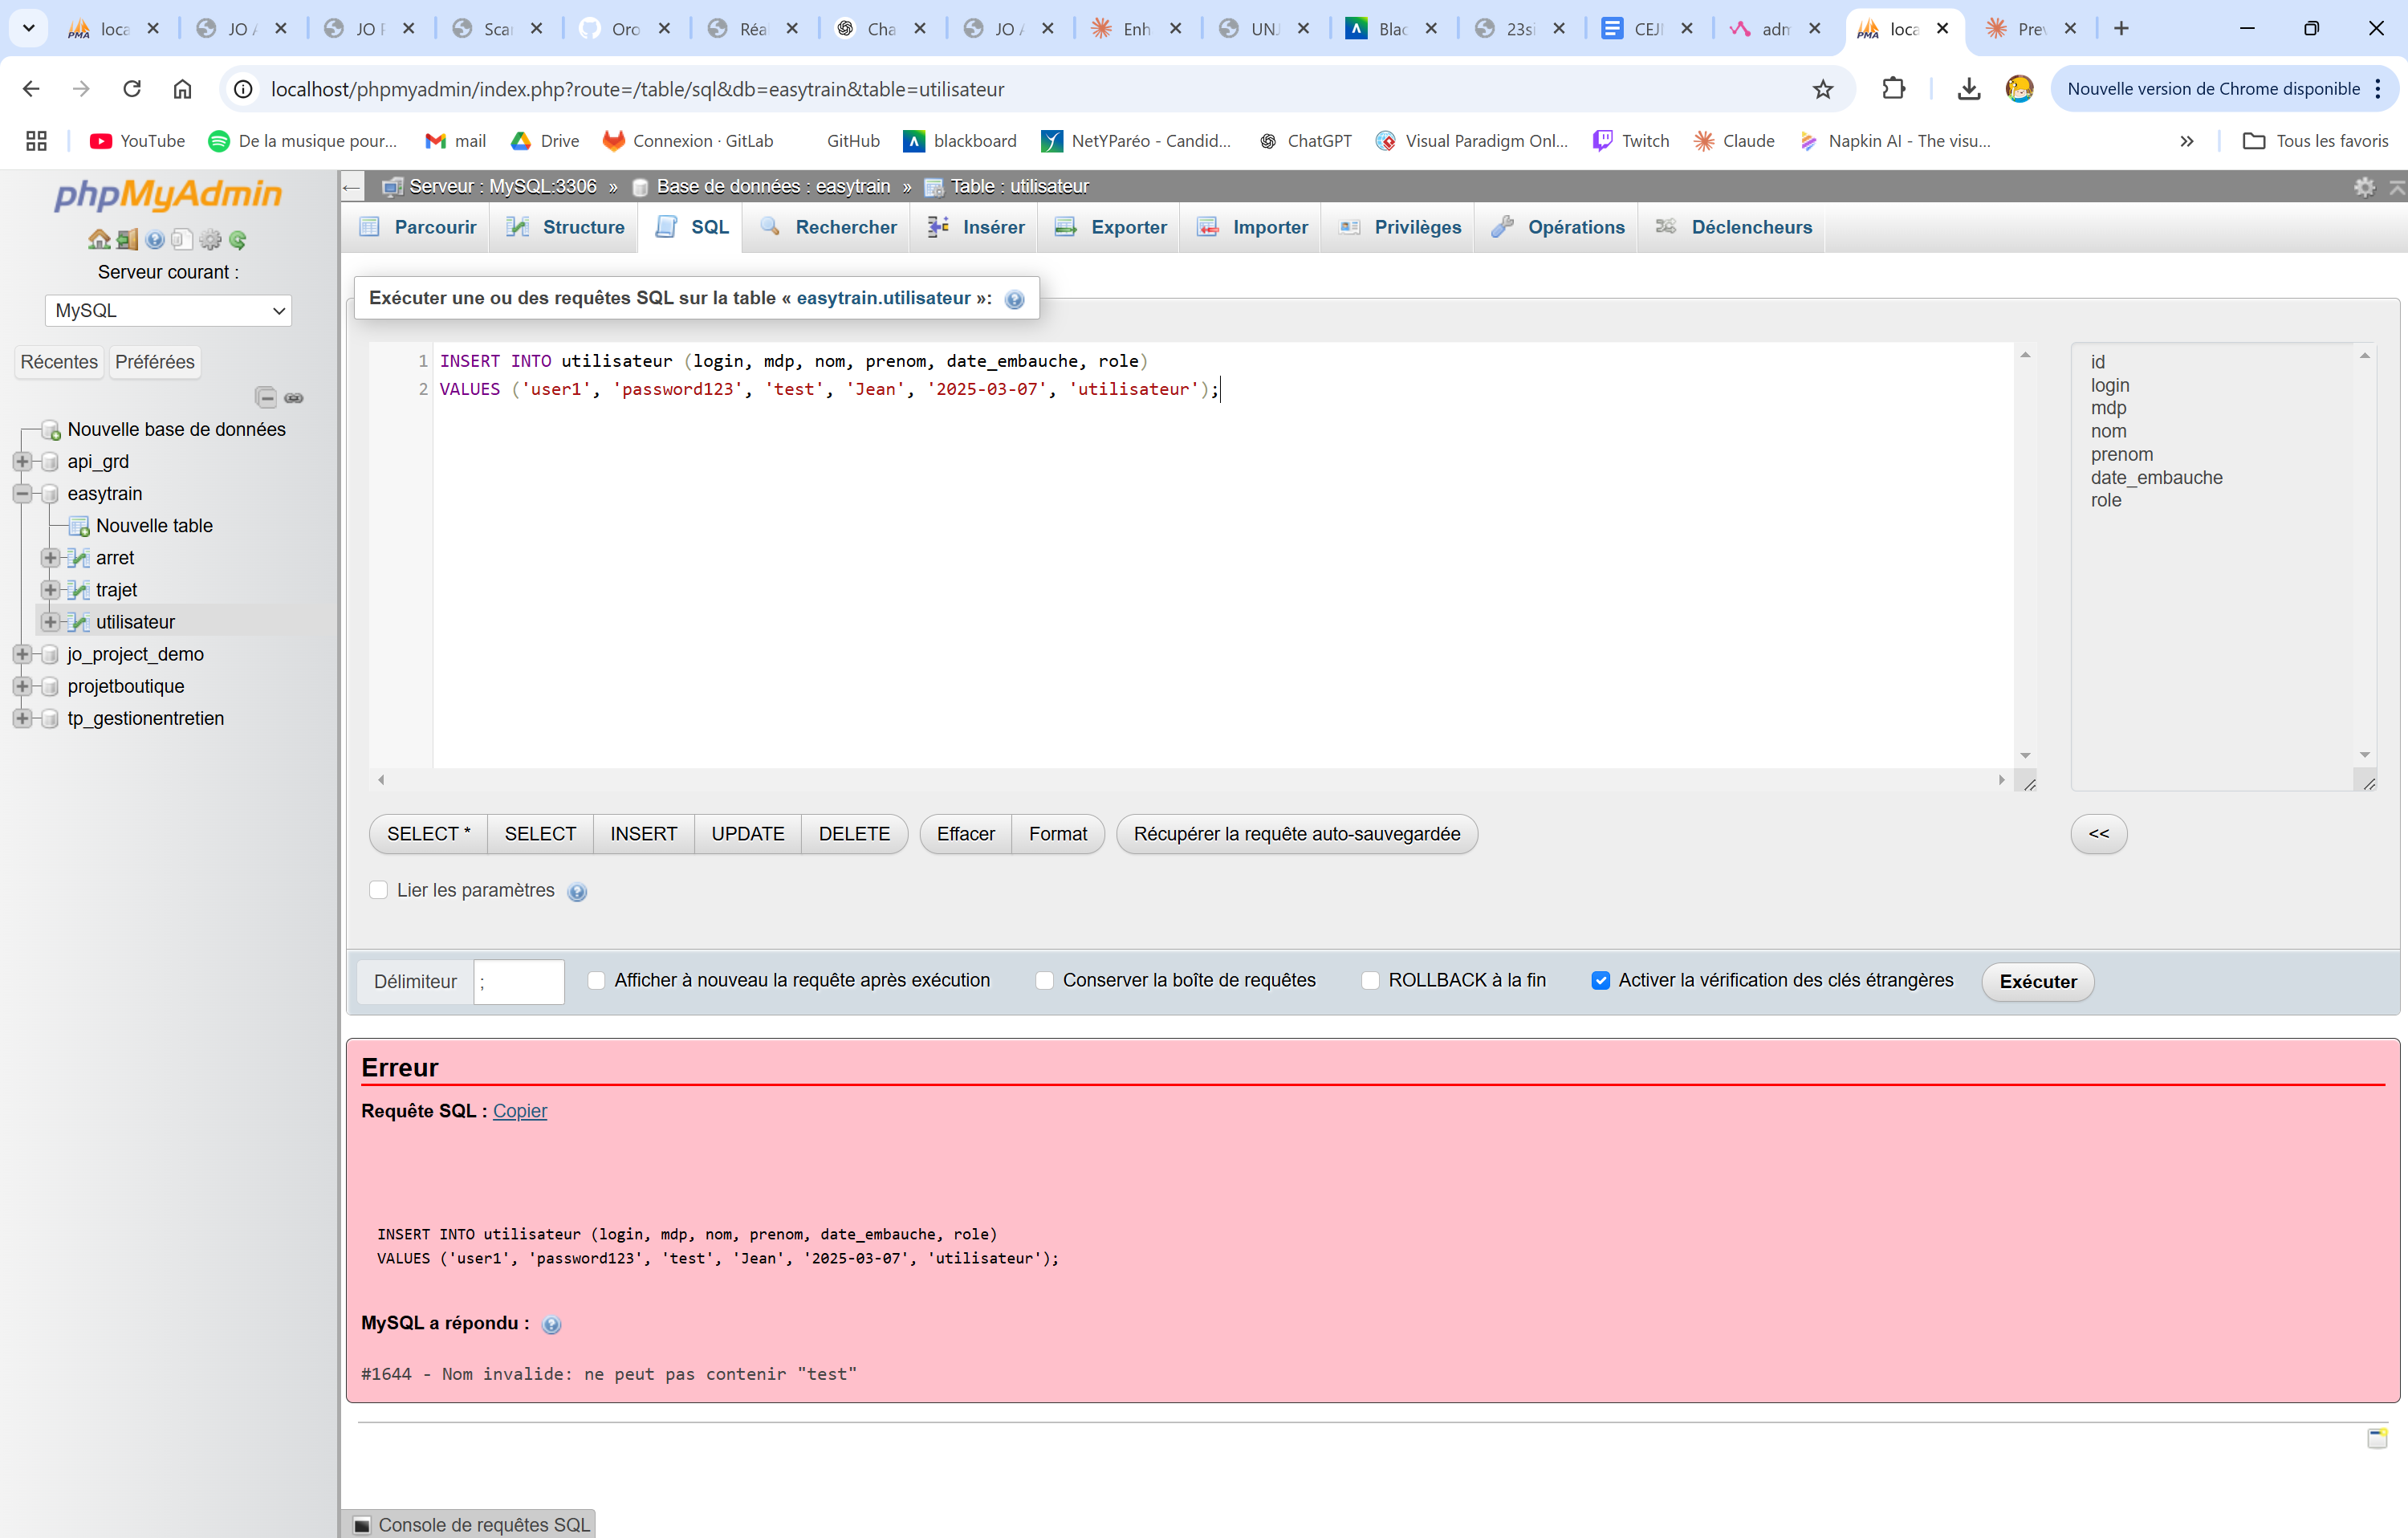 loca
JO A
JO F
Scan
Oro
Réa
Cha
JO A
Enh
UNJ
Blac
23si
CEJI
adm
loca
Prev
localhost/phpmyadmin/index.php?route=/table/sql&db=easytrain&table=utilisateur
Nouvelle version de Chrome disponible
YouTube
De la musique pour...
mail
Drive
Connexion · GitLab
GitHub
blackboard
NetYParéo - Candid...
ChatGPT
Visual Paradigm Onl...
Twitch
Claude
Napkin AI - The visu...
Tous les favoris
phpMyAdmin
Serveur courant :
MySQL
Récentes
Préférées
Nouvelle base de données
api_grd
easytrain
Nouvelle table
arret
trajet
utilisateur
jo_project_demo
projetboutique
tp_gestionentretien
Serveur : MySQL:3306 » Base de données : easytrain » Table : utilisateur
Parcourir
Structure
SQL
Rechercher
Insérer
Exporter
Importer
Privilèges
Opérations
Déclencheurs
Exécuter une ou des requêtes SQL sur la table « easytrain.utilisateur »:
1 INSERT INTO utilisateur (login, mdp, nom, prenom, date_embauche, role)
2 VALUES ('user1', 'password123', 'test', 'Jean', '2025-03-07', 'utilisateur');
id
login
mdp
nom
prenom
date_embauche
role
SELECT *
SELECT
INSERT
UPDATE
DELETE
Effacer
Format
Récupérer la requête auto-sauvegardée
<<
Lier les paramètres
Délimiteur
;
Afficher à nouveau la requête après exécution
Conserver la boîte de requêtes
ROLLBACK à la fin
Activer la vérification des clés étrangères
Exécuter
Erreur
Requête SQL : Copier
INSERT INTO utilisateur (login, mdp, nom, prenom, date_embauche, role)
VALUES ('user1', 'password123', 'test', 'Jean', '2025-03-07', 'utilisateur');
MySQL a répondu :
#1644 - Nom invalide: ne peut pas contenir "test"
Console de requêtes SQL